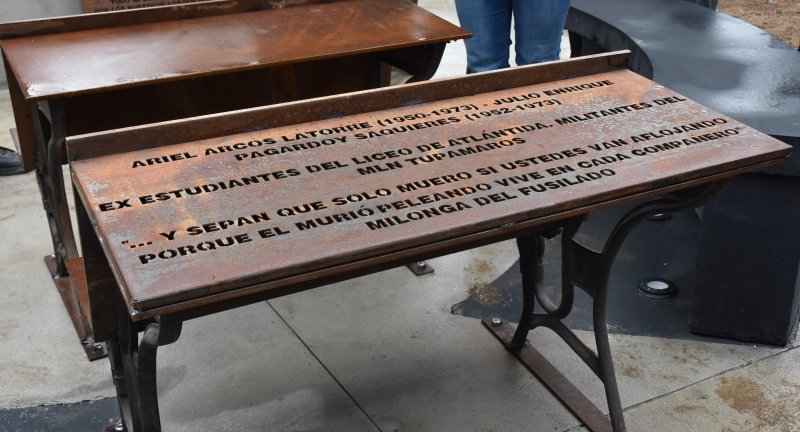 ARIEL ARCOS LATORRE (1950-1973) - JULIO ENRIQUE
PAGARDOY SAQUIERES (1952-1973)
EX ESTUDIANTES DEL LICEO DE ATLÁNTIDA. MILITANTES DEL
MLN TUPAMAROS
"... Y SEPAN QUE SOLO MUERO SI USTEDES VAN AFLOJANDO
PORQUE EL MURIÓ PELEANDO VIVE EN CADA COMPAÑERO"
MILONGA DEL FUSILADO